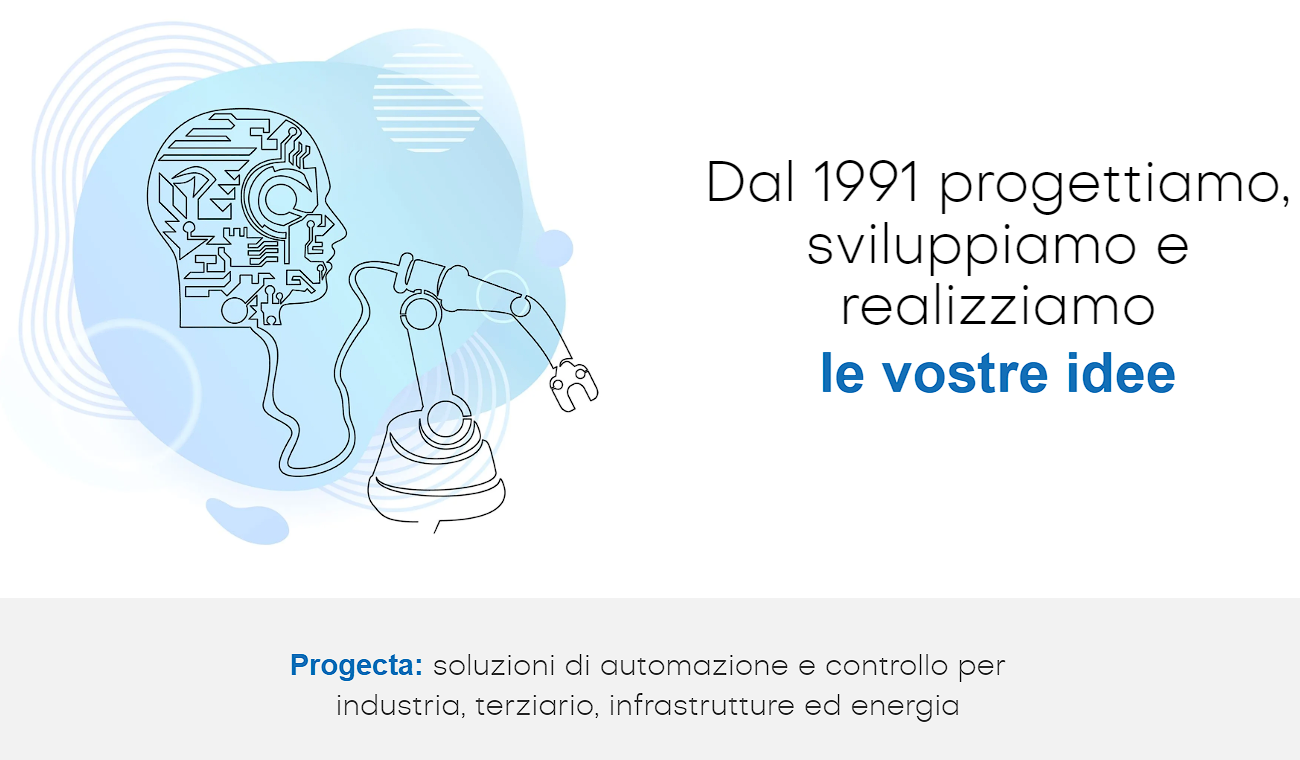 Dal 1991 progettiamo,
sviluppiamo e
realizziamo
le vostre idee
Progecta: soluzioni di automazione e controllo per
industria, terziario, infrastrutture ed energia